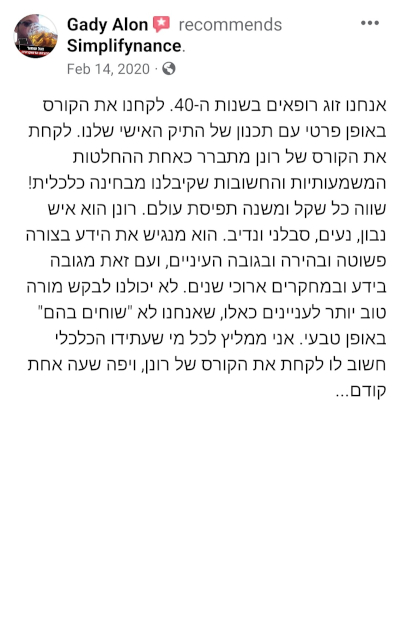 Gady Alon recommends
Simplifynance.
Feb 14, 2020 ·
אנחנו זוג רופאים בשנות ה-40. לקחנו את הקורס
באופן פרטי עם תכנון של התיק האישי שלנו. לקחת
את הקורס של רונן מתברר כאחת ההחלטות
המשמעותיות והחשובות שקיבלנו מבחינה כלכלית!
שווה כל שקל ומשנה תפיסת עולם. רונן הוא איש
נבון, נעים, סבלני ונדיב. הוא מנגיש את הידע בצורה
פשוטה ובהירה ובגובה העיניים, ועם זאת מגובה
בידע ובמחקרים ארוכי שנים. לא יכולנו לבקש מורה
טוב יותר לעניינים כאלו, שאנחנו לא "שוחים בהם"
באופן טבעי. אני ממליץ לכל מי שעתידו הכלכלי
חשוב לו לקחת את הקורס של רונן, ויפה שעה אחת
קודם...